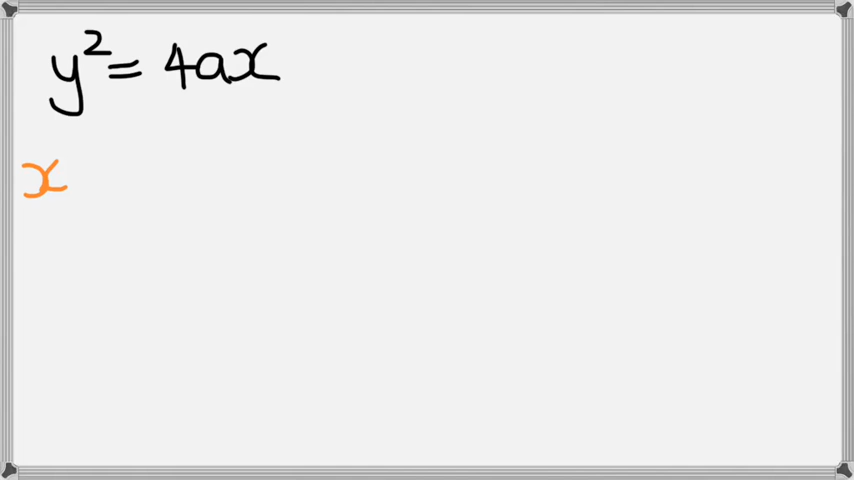 y² = 4ax
x